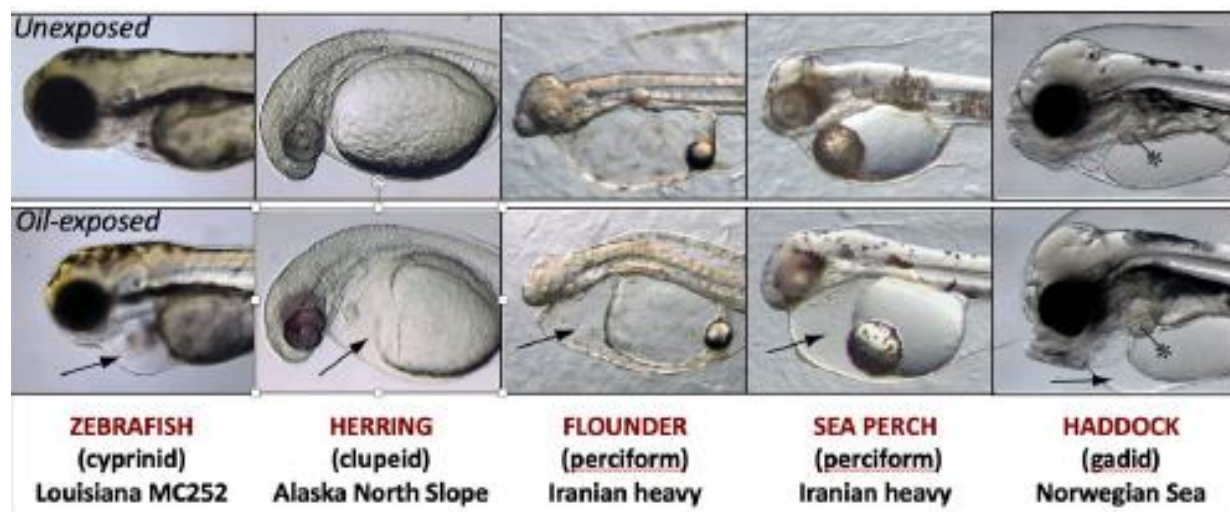 Unexposed
Oil-exposed
ZEBRAFISH
(cyprinid)
Louisiana MC252
HERRING
(clupeid)
Alaska North Slope
FLOUNDER
(perciform)
Iranian heavy
SEA PERCH
(perciform)
Iranian heavy
HADDOCK
(gadid)
Norwegian Sea